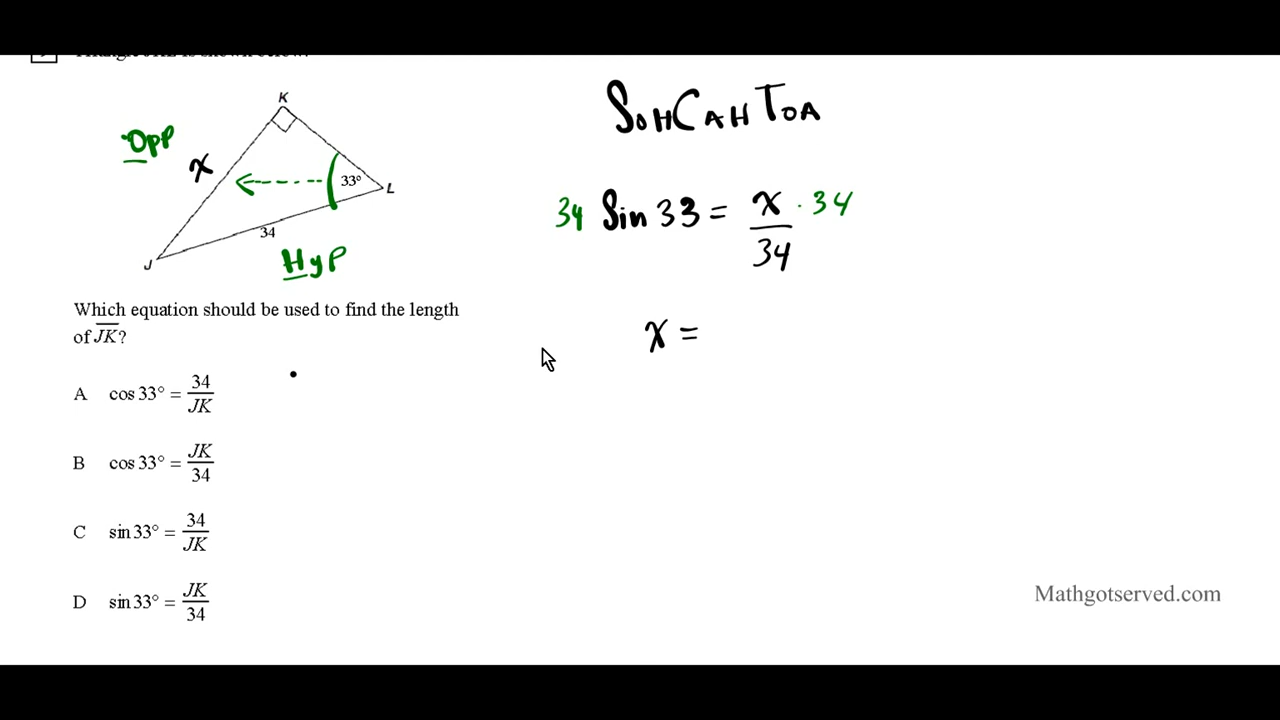 SOHCAHTOA
K
Opp
x
33°
L
34
J
Hyp
34 Sin 33 = x/34 · 34
x =
Which equation should be used to find the length
of JK?
A cos 33° = 34/JK
B cos 33° = JK/34
C sin 33° = 34/JK
D sin 33° = JK/34
Mathgotserved.com